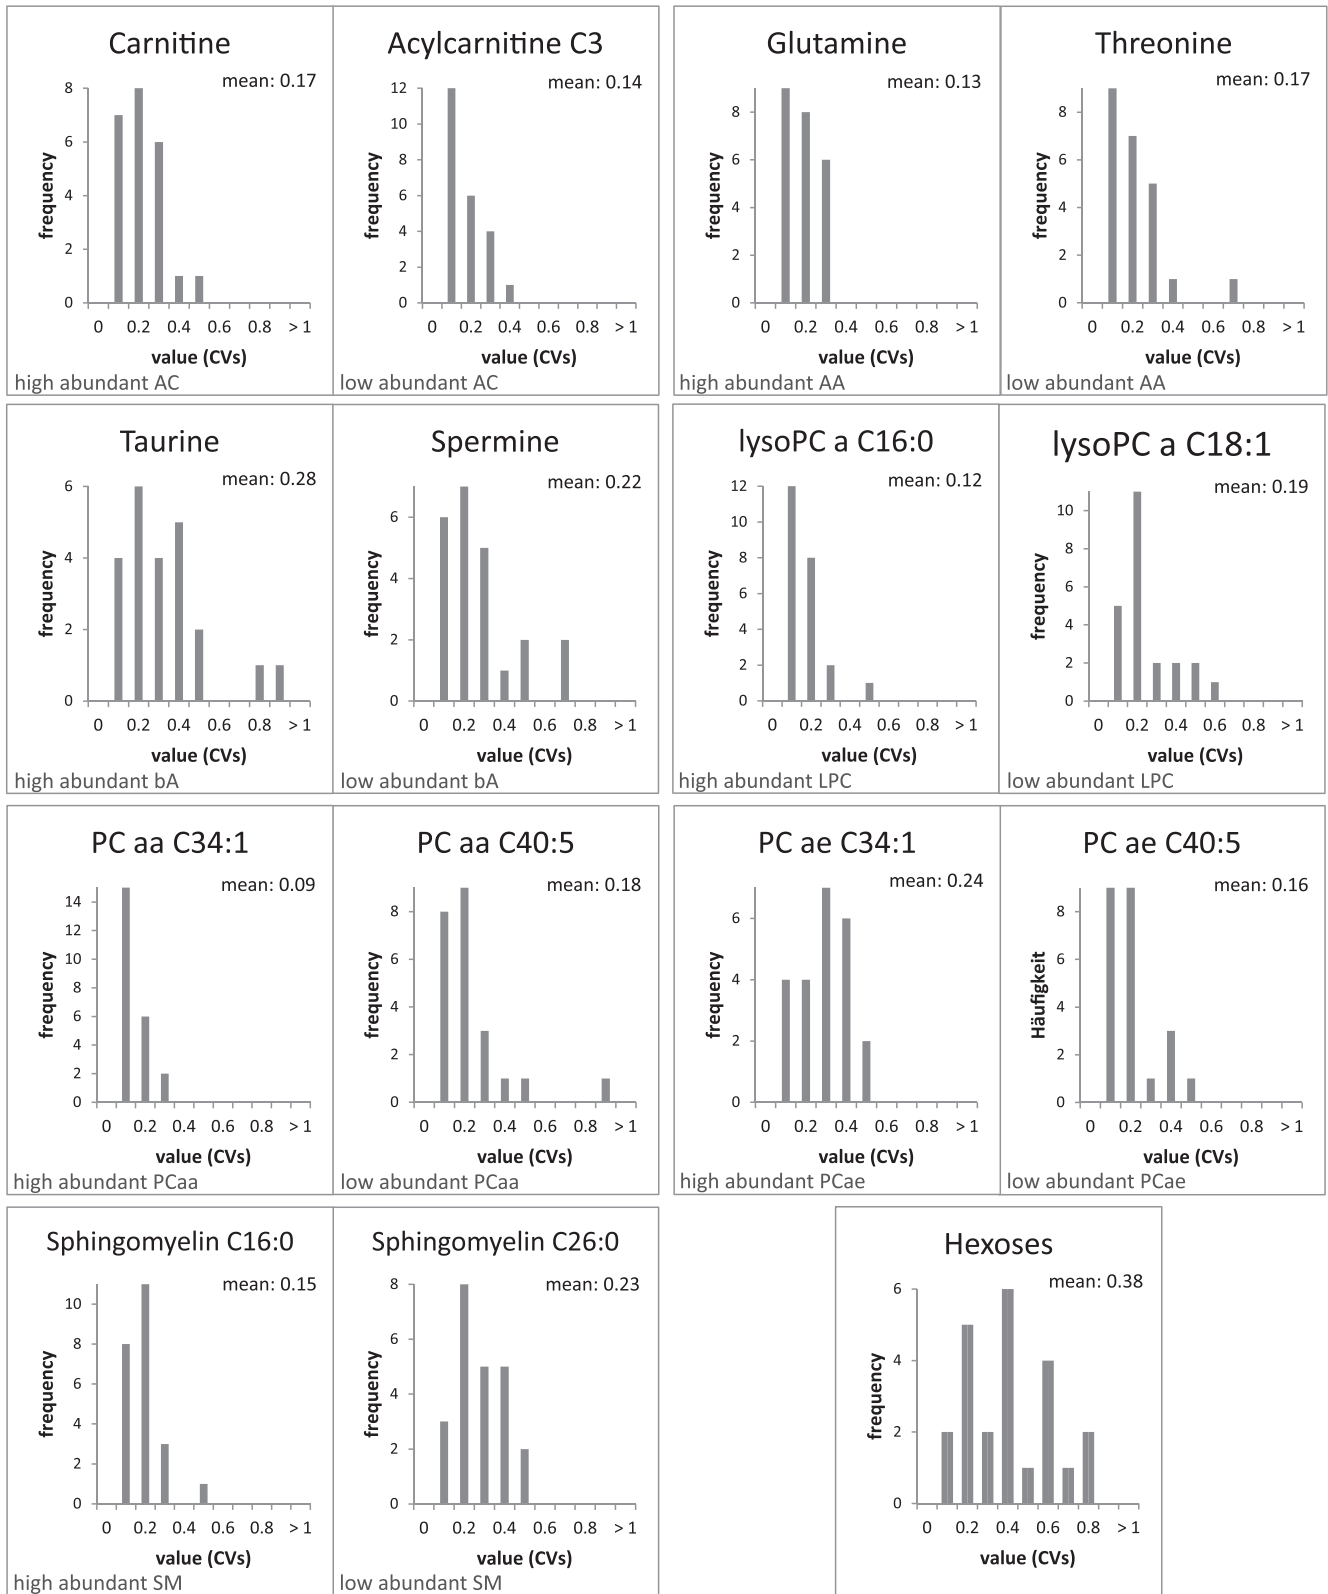 Carnitine
mean: 0.17
8
6
4
2
0
frequency
0 0.2 0.4 0.6 0.8 > 1
value (CVs)
high abundant AC
Acylcarnitine C3
mean: 0.14
12
10
8
6
4
2
0
frequency
0 0.2 0.4 0.6 0.8 > 1
value (CVs)
low abundant AC
Glutamine
mean: 0.13
8
6
4
2
0
frequency
0 0.2 0.4 0.6 0.8 > 1
value (CVs)
high abundant AA
Threonine
mean: 0.17
8
6
4
2
0
frequency
0 0.2 0.4 0.6 0.8 > 1
value (CVs)
low abundant AA
Taurine
mean: 0.28
6
4
2
0
frequency
0 0.2 0.4 0.6 0.8 > 1
value (CVs)
high abundant bA
Spermine
mean: 0.22
6
4
2
0
frequency
0 0.2 0.4 0.6 0.8 > 1
value (CVs)
low abundant bA
lysoPC a C16:0
mean: 0.12
12
10
8
6
4
2
0
frequency
0 0.2 0.4 0.6 0.8 > 1
value (CVs)
high abundant LPC
lysoPC a C18:1
mean: 0.19
10
8
6
4
2
0
frequency
0 0.2 0.4 0.6 0.8 > 1
value (CVs)
low abundant LPC
PC aa C34:1
mean: 0.09
14
12
10
8
6
4
2
0
frequency
0 0.2 0.4 0.6 0.8 > 1
value (CVs)
high abundant PCaa
PC aa C40:5
mean: 0.18
8
6
4
2
0
frequency
0 0.2 0.4 0.6 0.8 > 1
value (CVs)
low abundant PCaa
PC ae C34:1
mean: 0.24
6
4
2
0
frequency
0 0.2 0.4 0.6 0.8 > 1
value (CVs)
high abundant PCae
PC ae C40:5
mean: 0.16
8
6
4
2
0
Häufigkeit
0 0.2 0.4 0.6 0.8 > 1
value (CVs)
low abundant PCae
Sphingomyelin C16:0
mean: 0.15
10
8
6
4
2
0
frequency
0 0.2 0.4 0.6 0.8 > 1
value (CVs)
high abundant SM
Sphingomyelin C26:0
mean: 0.23
8
6
4
2
0
frequency
0 0.2 0.4 0.6 0.8 > 1
value (CVs)
low abundant SM
Hexoses
mean: 0.38
6
4
2
0
frequency
0 0.2 0.4 0.6 0.8 > 1
value (CVs)